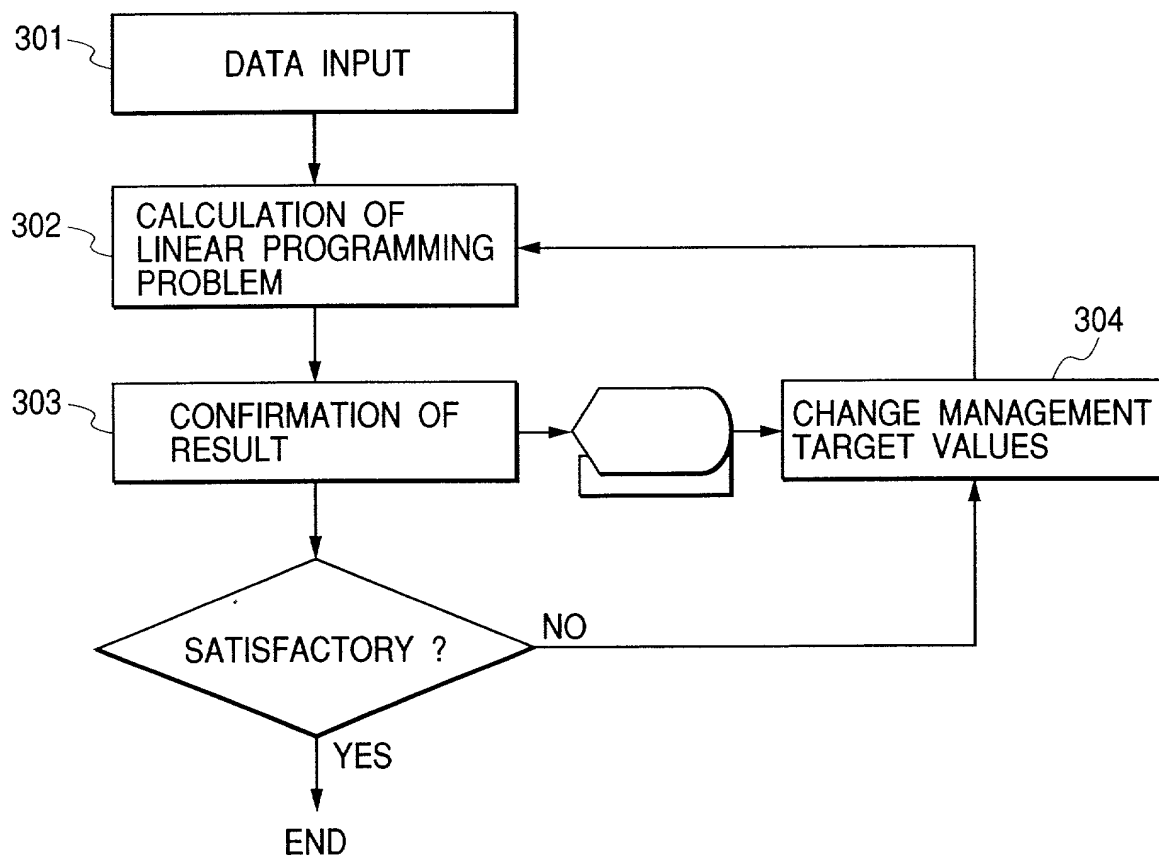 301
DATA INPUT
302
CALCULATION OF
LINEAR PROGRAMMING
PROBLEM
303
CONFIRMATION OF
RESULT
304
CHANGE MANAGEMENT
TARGET VALUES
SATISFACTORY ?
NO
YES
END